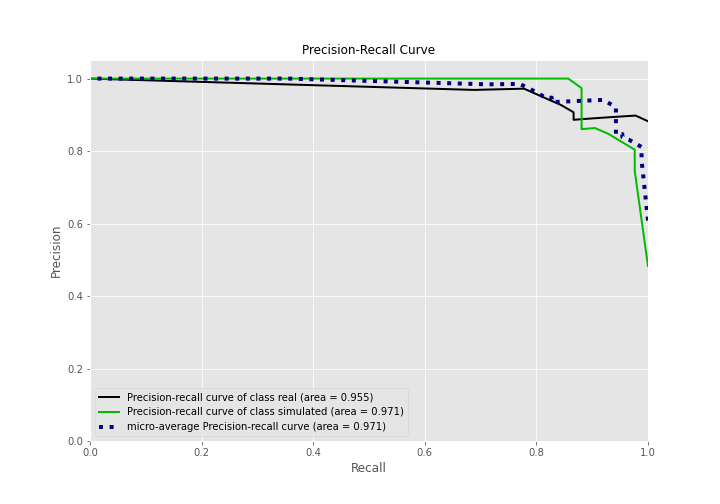 Precision-Recall Curve
1.0
0.8
0.6
0.4
0.2
0.0
Precision
Precision-recall curve of class real (area = 0.955)
Precision-recall curve of class simulated (area = 0.971)
micro-average Precision-recall curve (area = 0.971)
0.0 0.2 0.4 0.6 0.8 1.0
Recall